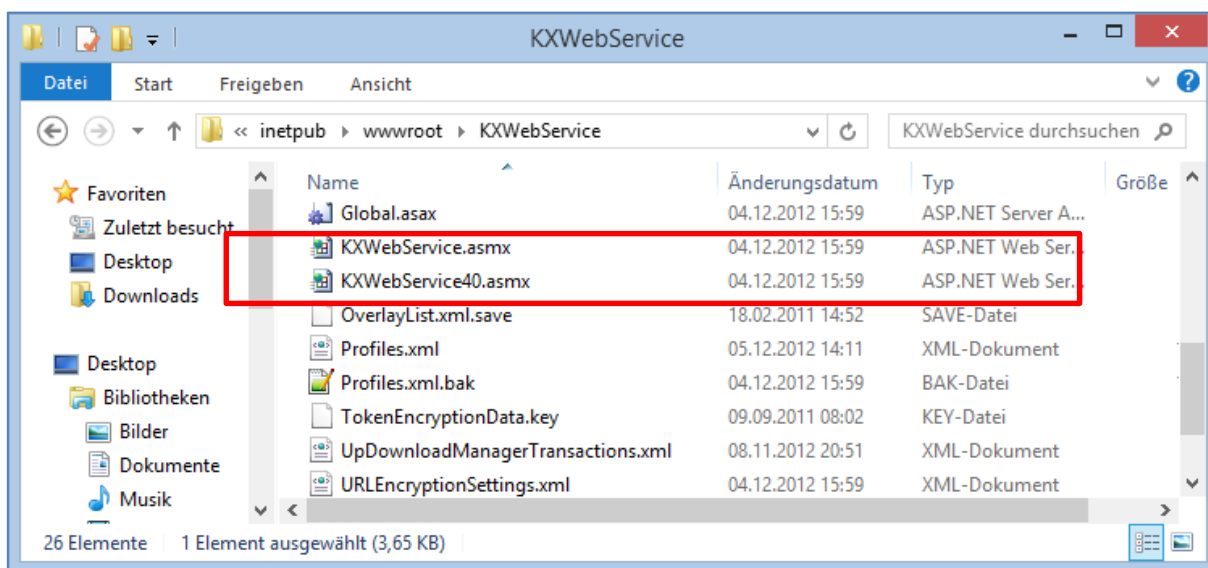 KXWebService
Datei Start Freigeben Ansicht
« inetpub wwwroot KXWebService KXWebService durchsuchen
Favoriten
Zuletzt besucht
Desktop
Downloads
Desktop
Bibliotheken
Bilder
Dokumente
Musik
Name Änderungsdatum Typ Größe
Global.asax 04.12.2012 15:59 ASP.NET Server A...
KXWebService.asmx 04.12.2012 15:59 ASP.NET Web Ser...
KXWebService40.asmx 04.12.2012 15:59 ASP.NET Web Ser...
OverlayList.xml.save 18.02.2011 14:52 SAVE-Datei
Profiles.xml 05.12.2012 14:11 XML-Dokument
Profiles.xml.bak 04.12.2012 15:59 BAK-Datei
TokenEncryptionData.key 09.09.2011 08:02 KEY-Datei
UpDownloadManagerTransactions.xml 08.11.2012 20:51 XML-Dokument
URLEncryptionSettings.xml 04.12.2012 15:59 XML-Dokument
26 Elemente 1 Element ausgewählt (3,65 KB)